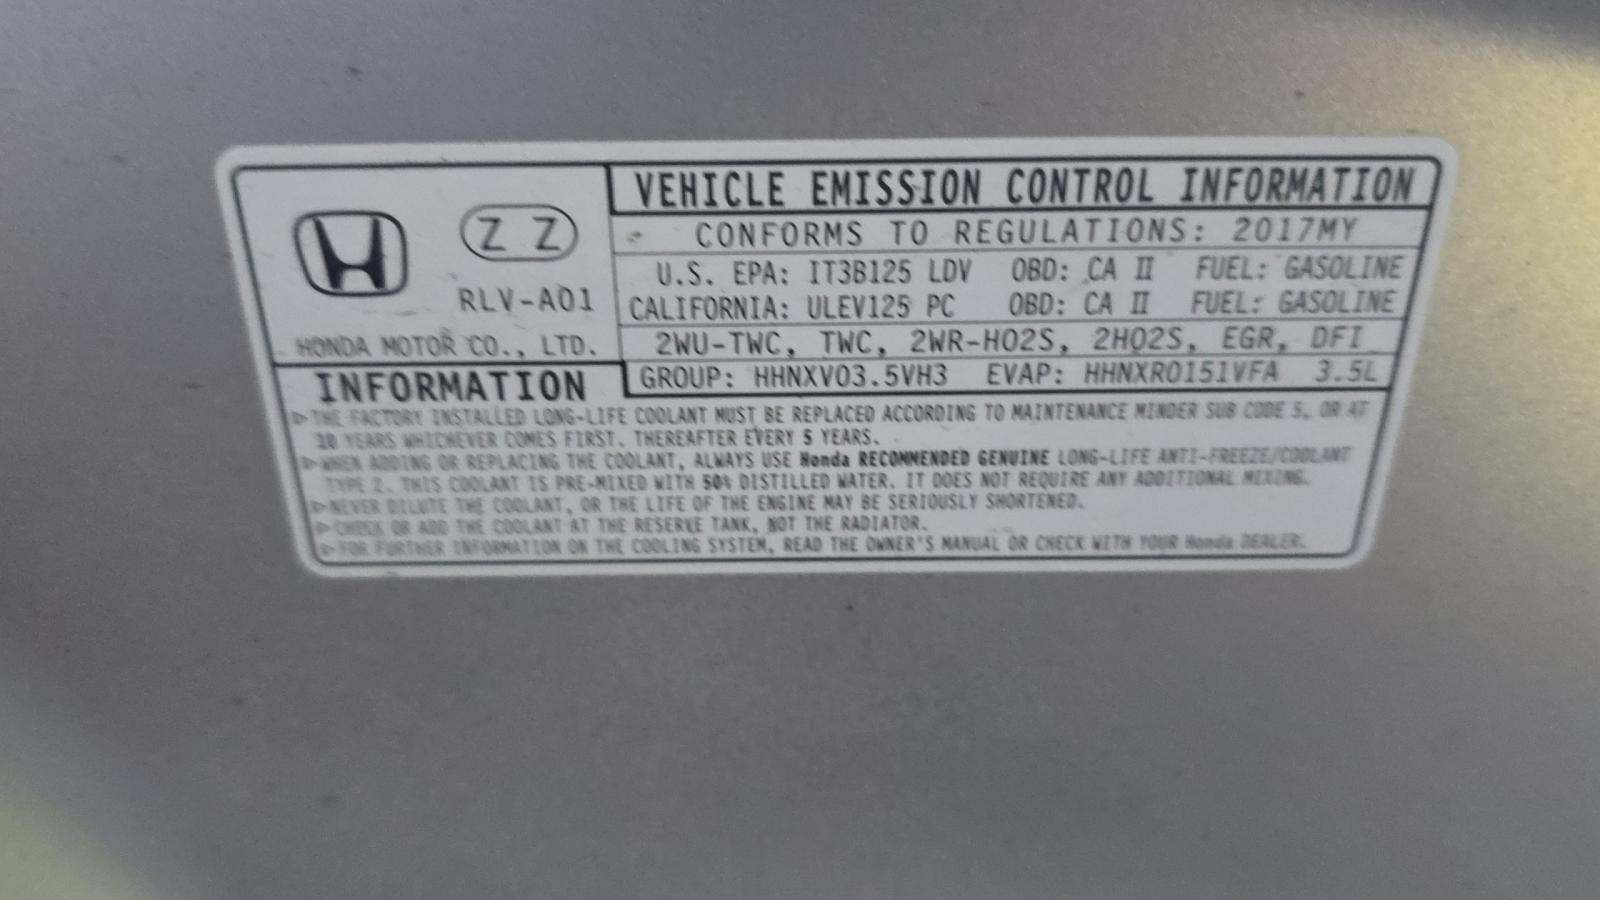 VEHICLE EMISSION CONTROL INFORMATION
Z Z
CONFORMS TO REGULATIONS: 2017MY
U.S. EPA: IT3B125 LDV OBD: CA II FUEL: GASOLINE
RLV-A01
CALIFORNIA: ULEV125 PC OBD: CA II FUEL: GASOLINE
HONDA MOTOR CO., LTD.
2WU-TWC, TWC, 2WR-HO2S, 2HO2S, EGR, DFI
GROUP: HHNXV03.5VH3 EVAP: HHNXR0151VFA 3.5L
INFORMATION
▷THE FACTORY INSTALLED LONG-LIFE COOLANT MUST BE REPLACED ACCORDING TO MAINTENANCE MINDER SUB CODE 5, OR AT
10 YEARS WHICHEVER COMES FIRST. THEREAFTER EVERY 5 YEARS.
▷WHEN ADDING OR REPLACING THE COOLANT, ALWAYS USE Honda RECOMMENDED GENUINE LONG-LIFE ANTI-FREEZE/COOLANT
TYPE 2. THIS COOLANT IS PRE-MIXED WITH 50% DISTILLED WATER. IT DOES NOT REQUIRE ANY ADDITIONAL MIXING.
▷NEVER DILUTE THE COOLANT, OR THE LIFE OF THE ENGINE MAY BE SERIOUSLY SHORTENED.
▷CHECK OR ADD THE COOLANT AT THE RESERVE TANK, NOT THE RADIATOR.
▷FOR FURTHER INFORMATION ON THE COOLING SYSTEM, READ THE OWNER'S MANUAL OR CHECK WITH YOUR Honda DEALER.